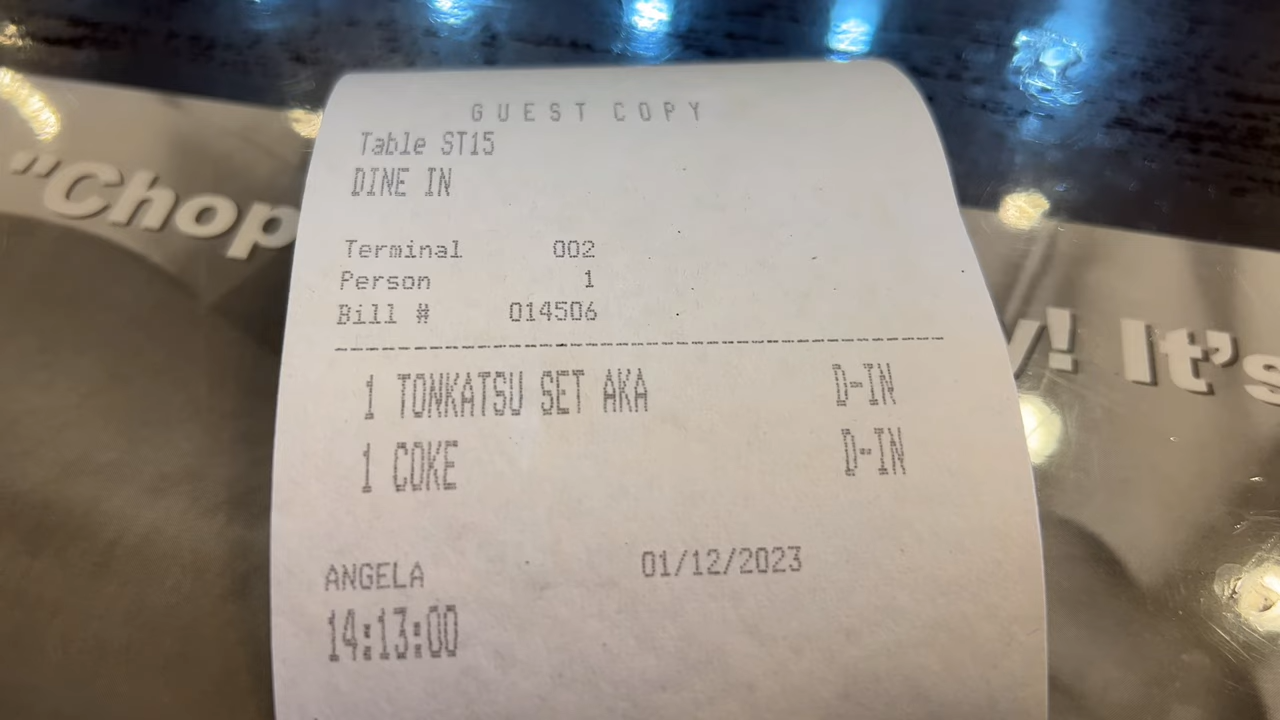 GUEST COPY
Table ST15
DINE IN
Terminal 002
Person 1
Bill # 014506
1 TONKATSU SET AKA D-IN
1 COKE D-IN
ANGELA 01/12/2023
14:13:00
"Chop
y! It's